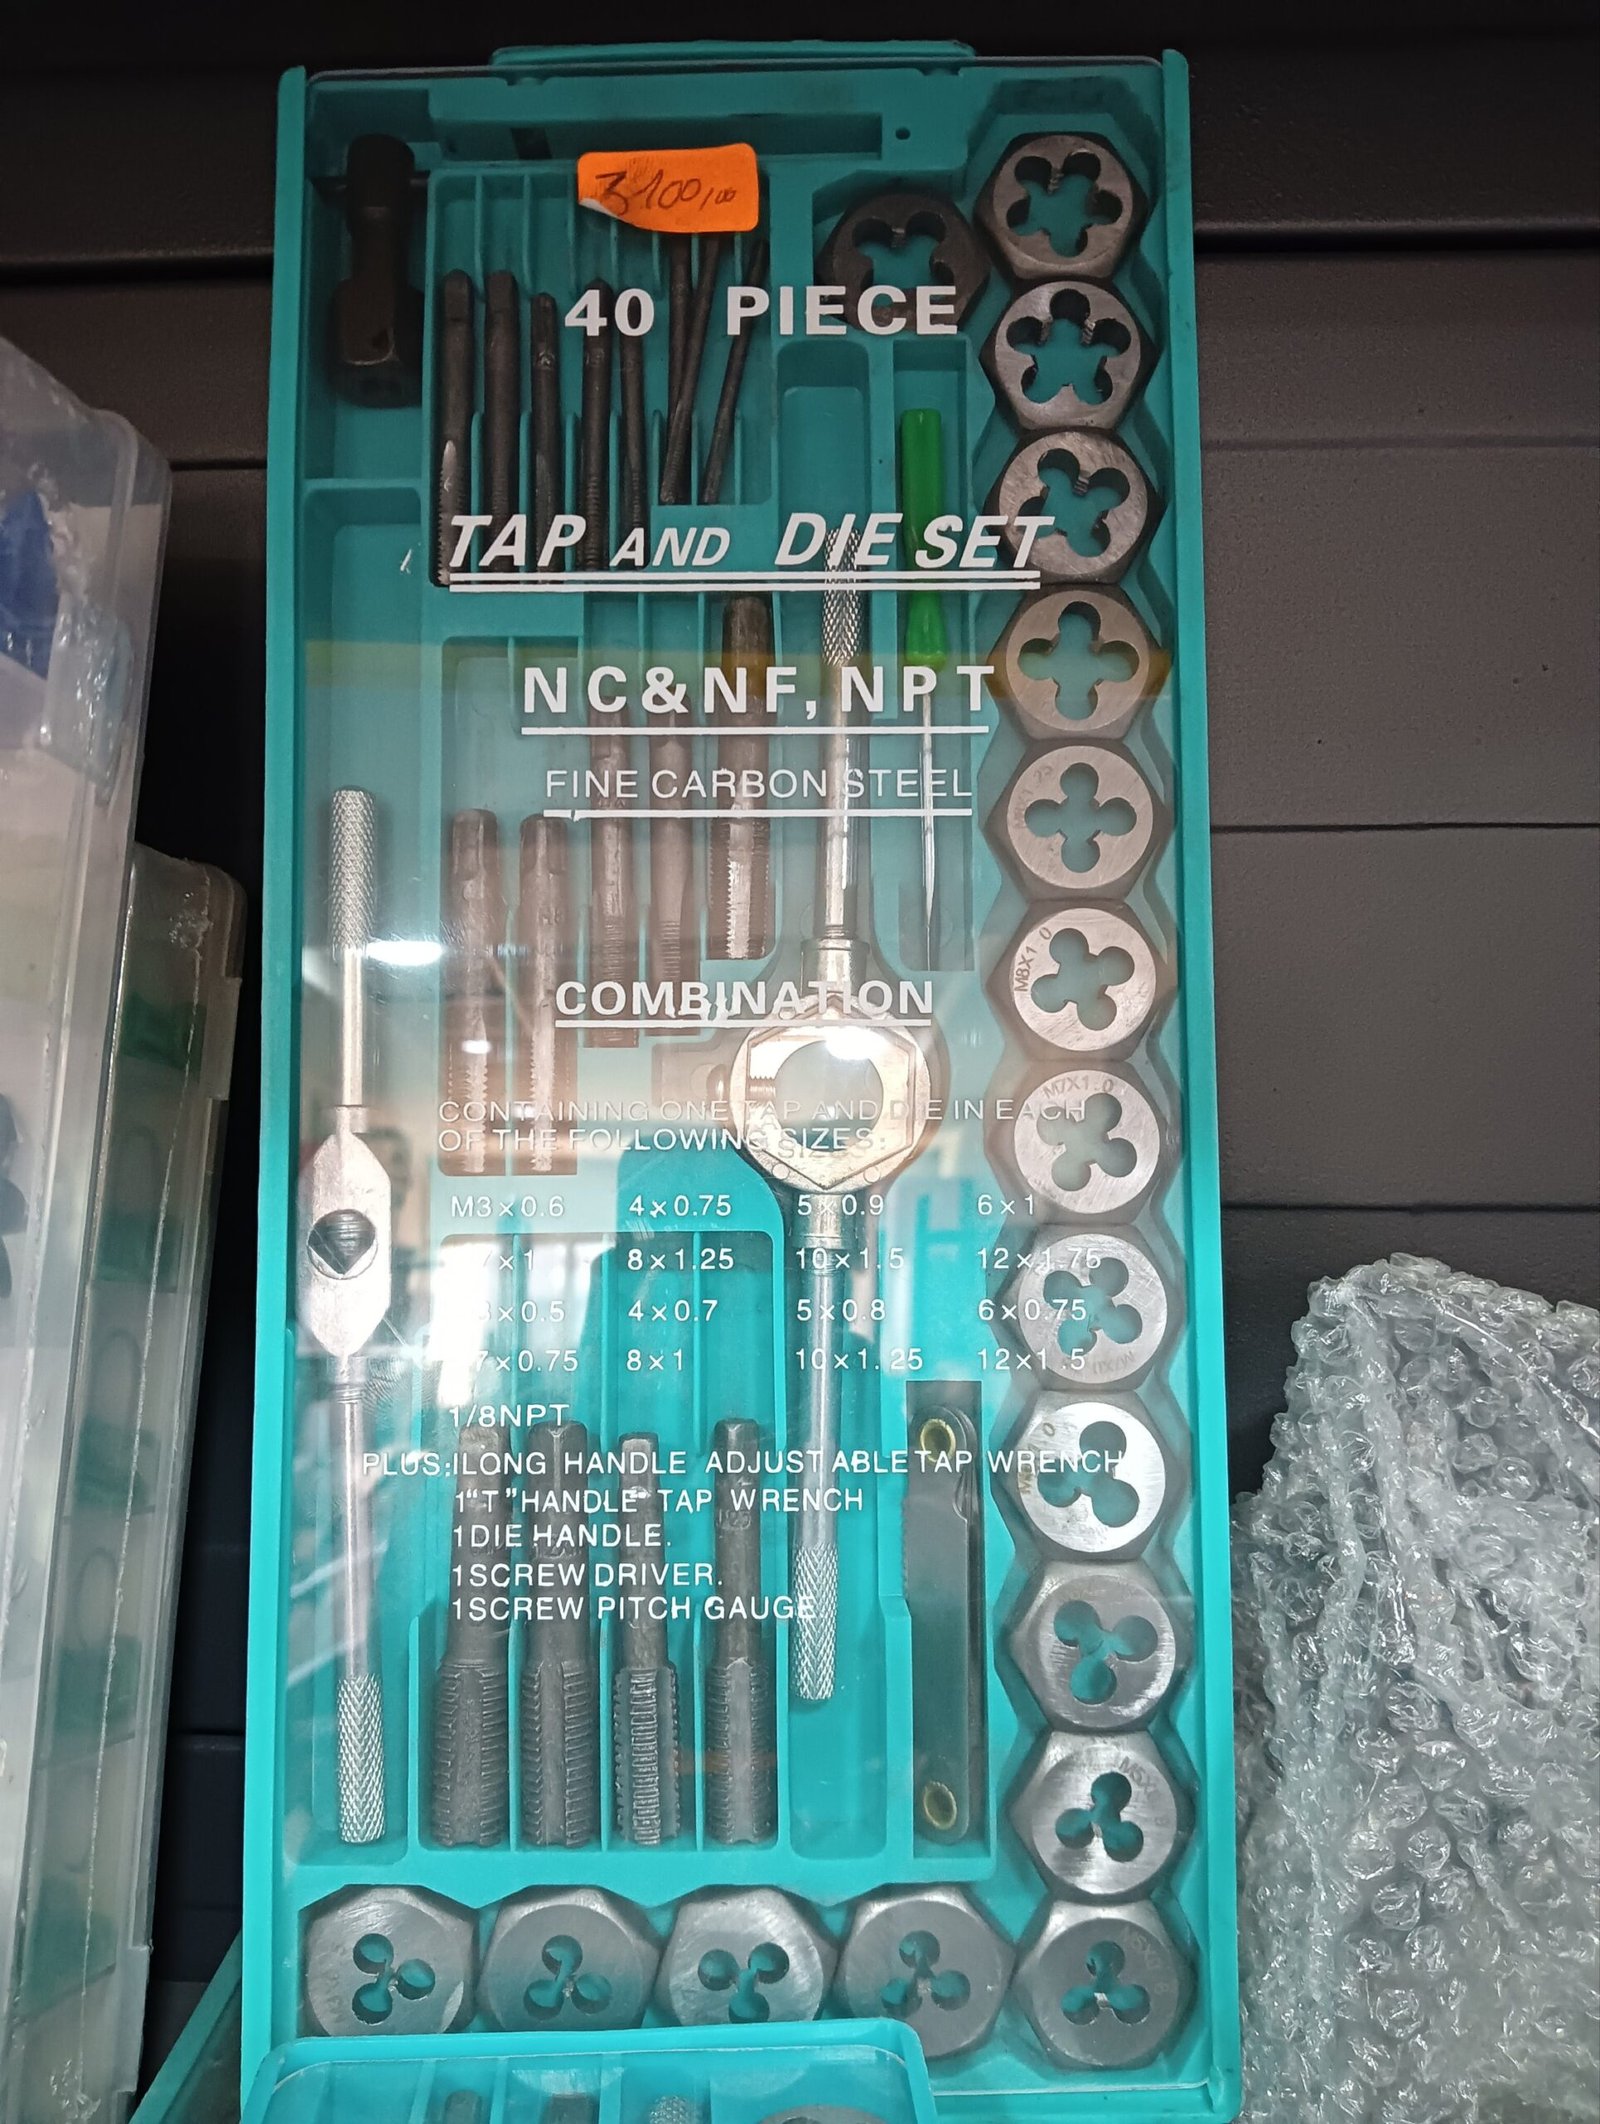 3100,00
40 PIECE
TAP AND DIE SET
NC&NF, NPT
FINE CARBON STEEL
COMBINATION
CONTAINING ONE TAP AND DIE IN EACH
OF THE FOLLOWING SIZES:
M3×0.6 4×0.75 5×0.9 6×1
7×1 8×1.25 10×1.5 12×1.75
3×0.5 4×0.7 5×0.8 6×0.75
7×0.75 8×1 10×1.25 12×1.5
1/8NPT
PLUS:1LONG HANDLE ADJUSTABLE TAP WRENCH
1"T"HANDLE TAP WRENCH
1DIE HANDLE.
1SCREW DRIVER.
1SCREW PITCH GAUGE
M8X1.0
M7X1.0